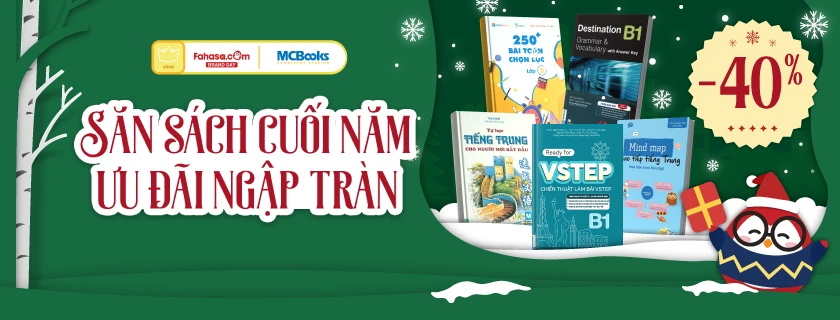 Fahasa.com
BRAND DAY
MCBooks
SĂN SÁCH CUỐI NĂM
ƯU ĐÃI NGẬP TRÀN
250+
BÀI TOÁN
CHỌN LỌC
Destination B1
Grammar &
Vocabulary with Answer Key
-40%
Tự học
TIẾNG TRUNG
CHO NGƯỜI MỚI BẮT ĐẦU
Ready for
VSTEP
CHIẾN THUẬT LÀM BÀI VSTEP
B1
Mind map
tiếng Trung